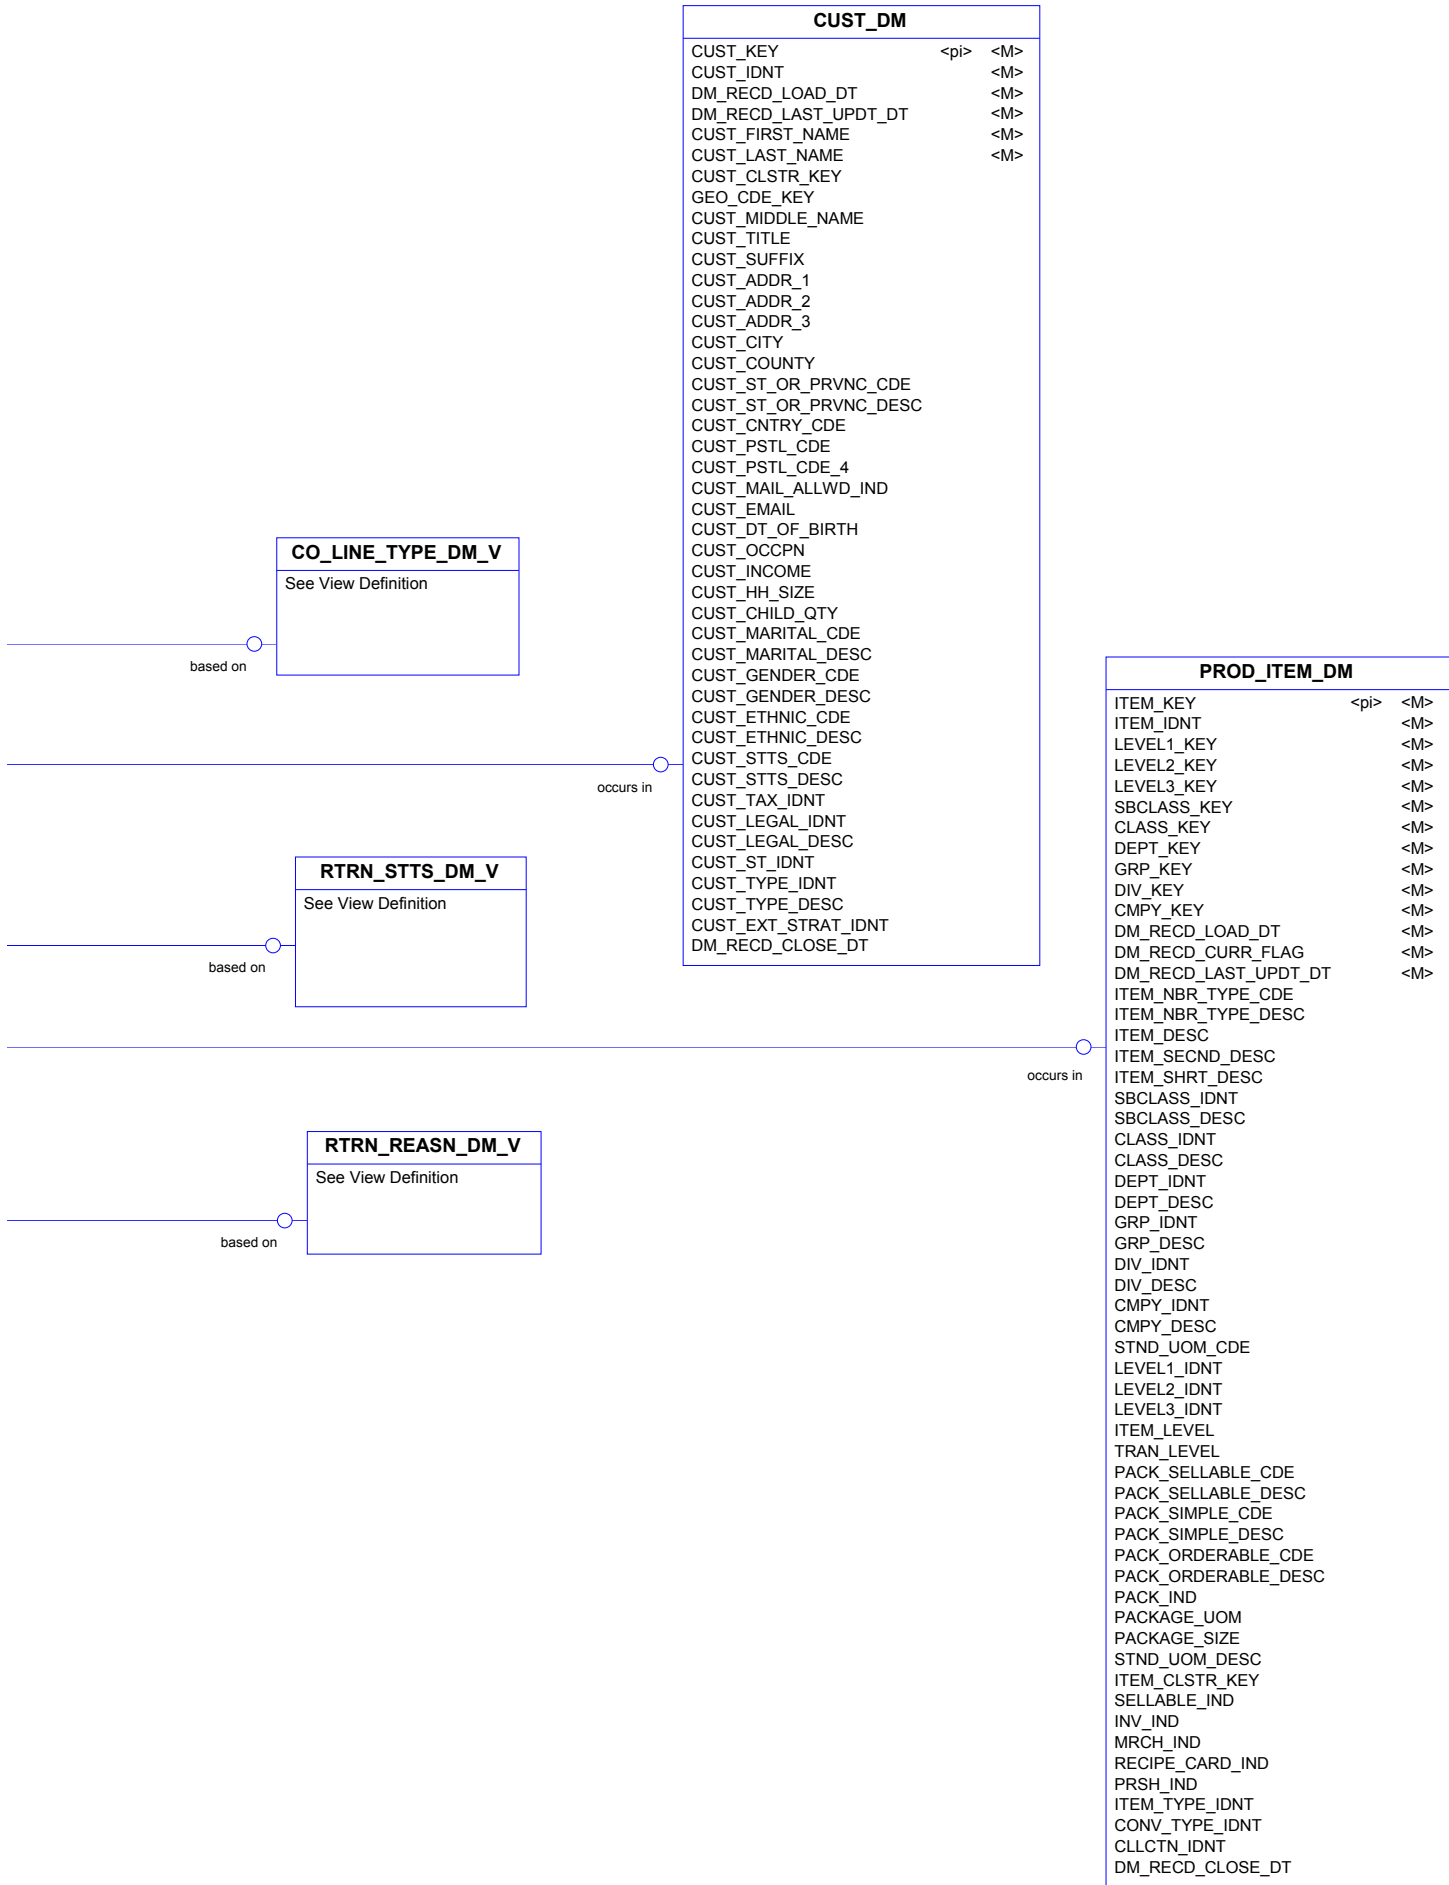 CUST_DM
CUST_KEY <pi> <M>
CUST_IDNT <M>
DM_RECD_LOAD_DT <M>
DM_RECD_LAST_UPDT_DT <M>
CUST_FIRST_NAME <M>
CUST_LAST_NAME <M>
CUST_CLSTR_KEY
GEO_CDE_KEY
CUST_MIDDLE_NAME
CUST_TITLE
CUST_SUFFIX
CUST_ADDR_1
CUST_ADDR_2
CUST_ADDR_3
CUST_CITY
CUST_COUNTY
CUST_ST_OR_PRVNC_CDE
CUST_ST_OR_PRVNC_DESC
CUST_CNTRY_CDE
CUST_PSTL_CDE
CUST_PSTL_CDE_4
CUST_MAIL_ALLWD_IND
CUST_EMAIL
CUST_DT_OF_BIRTH
CUST_OCCPN
CUST_INCOME
CUST_HH_SIZE
CUST_CHILD_QTY
CUST_MARITAL_CDE
CUST_MARITAL_DESC
CUST_GENDER_CDE
CUST_GENDER_DESC
CUST_ETHNIC_CDE
CUST_ETHNIC_DESC
CUST_STTS_CDE
CUST_STTS_DESC
CUST_TAX_IDNT
CUST_LEGAL_IDNT
CUST_LEGAL_DESC
CUST_ST_IDNT
CUST_TYPE_IDNT
CUST_TYPE_DESC
CUST_EXT_STRAT_IDNT
DM_RECD_CLOSE_DT
CO_LINE_TYPE_DM_V
See View Definition
based on
occurs in
RTRN_STTS_DM_V
See View Definition
based on
occurs in
RTRN_REASN_DM_V
See View Definition
based on
PROD_ITEM_DM
ITEM_KEY <pi> <M>
ITEM_IDNT <M>
LEVEL1_KEY <M>
LEVEL2_KEY <M>
LEVEL3_KEY <M>
SBCLASS_KEY <M>
CLASS_KEY <M>
DEPT_KEY <M>
GRP_KEY <M>
DIV_KEY <M>
CMPY_KEY <M>
DM_RECD_LOAD_DT <M>
DM_RECD_CURR_FLAG <M>
DM_RECD_LAST_UPDT_DT <M>
ITEM_NBR_TYPE_CDE
ITEM_NBR_TYPE_DESC
ITEM_DESC
ITEM_SECND_DESC
ITEM_SHRT_DESC
SBCLASS_IDNT
SBCLASS_DESC
CLASS_IDNT
CLASS_DESC
DEPT_IDNT
DEPT_DESC
GRP_IDNT
GRP_DESC
DIV_IDNT
DIV_DESC
CMPY_IDNT
CMPY_DESC
STND_UOM_CDE
LEVEL1_IDNT
LEVEL2_IDNT
LEVEL3_IDNT
ITEM_LEVEL
TRAN_LEVEL
PACK_SELLABLE_CDE
PACK_SELLABLE_DESC
PACK_SIMPLE_CDE
PACK_SIMPLE_DESC
PACK_ORDERABLE_CDE
PACK_ORDERABLE_DESC
PACK_IND
PACKAGE_UOM
PACKAGE_SIZE
STND_UOM_DESC
ITEM_CLSTR_KEY
SELLABLE_IND
INV_IND
MRCH_IND
RECIPE_CARD_IND
PRSH_IND
ITEM_TYPE_IDNT
CONV_TYPE_IDNT
CLLCTN_IDNT
DM_RECD_CLOSE_DT